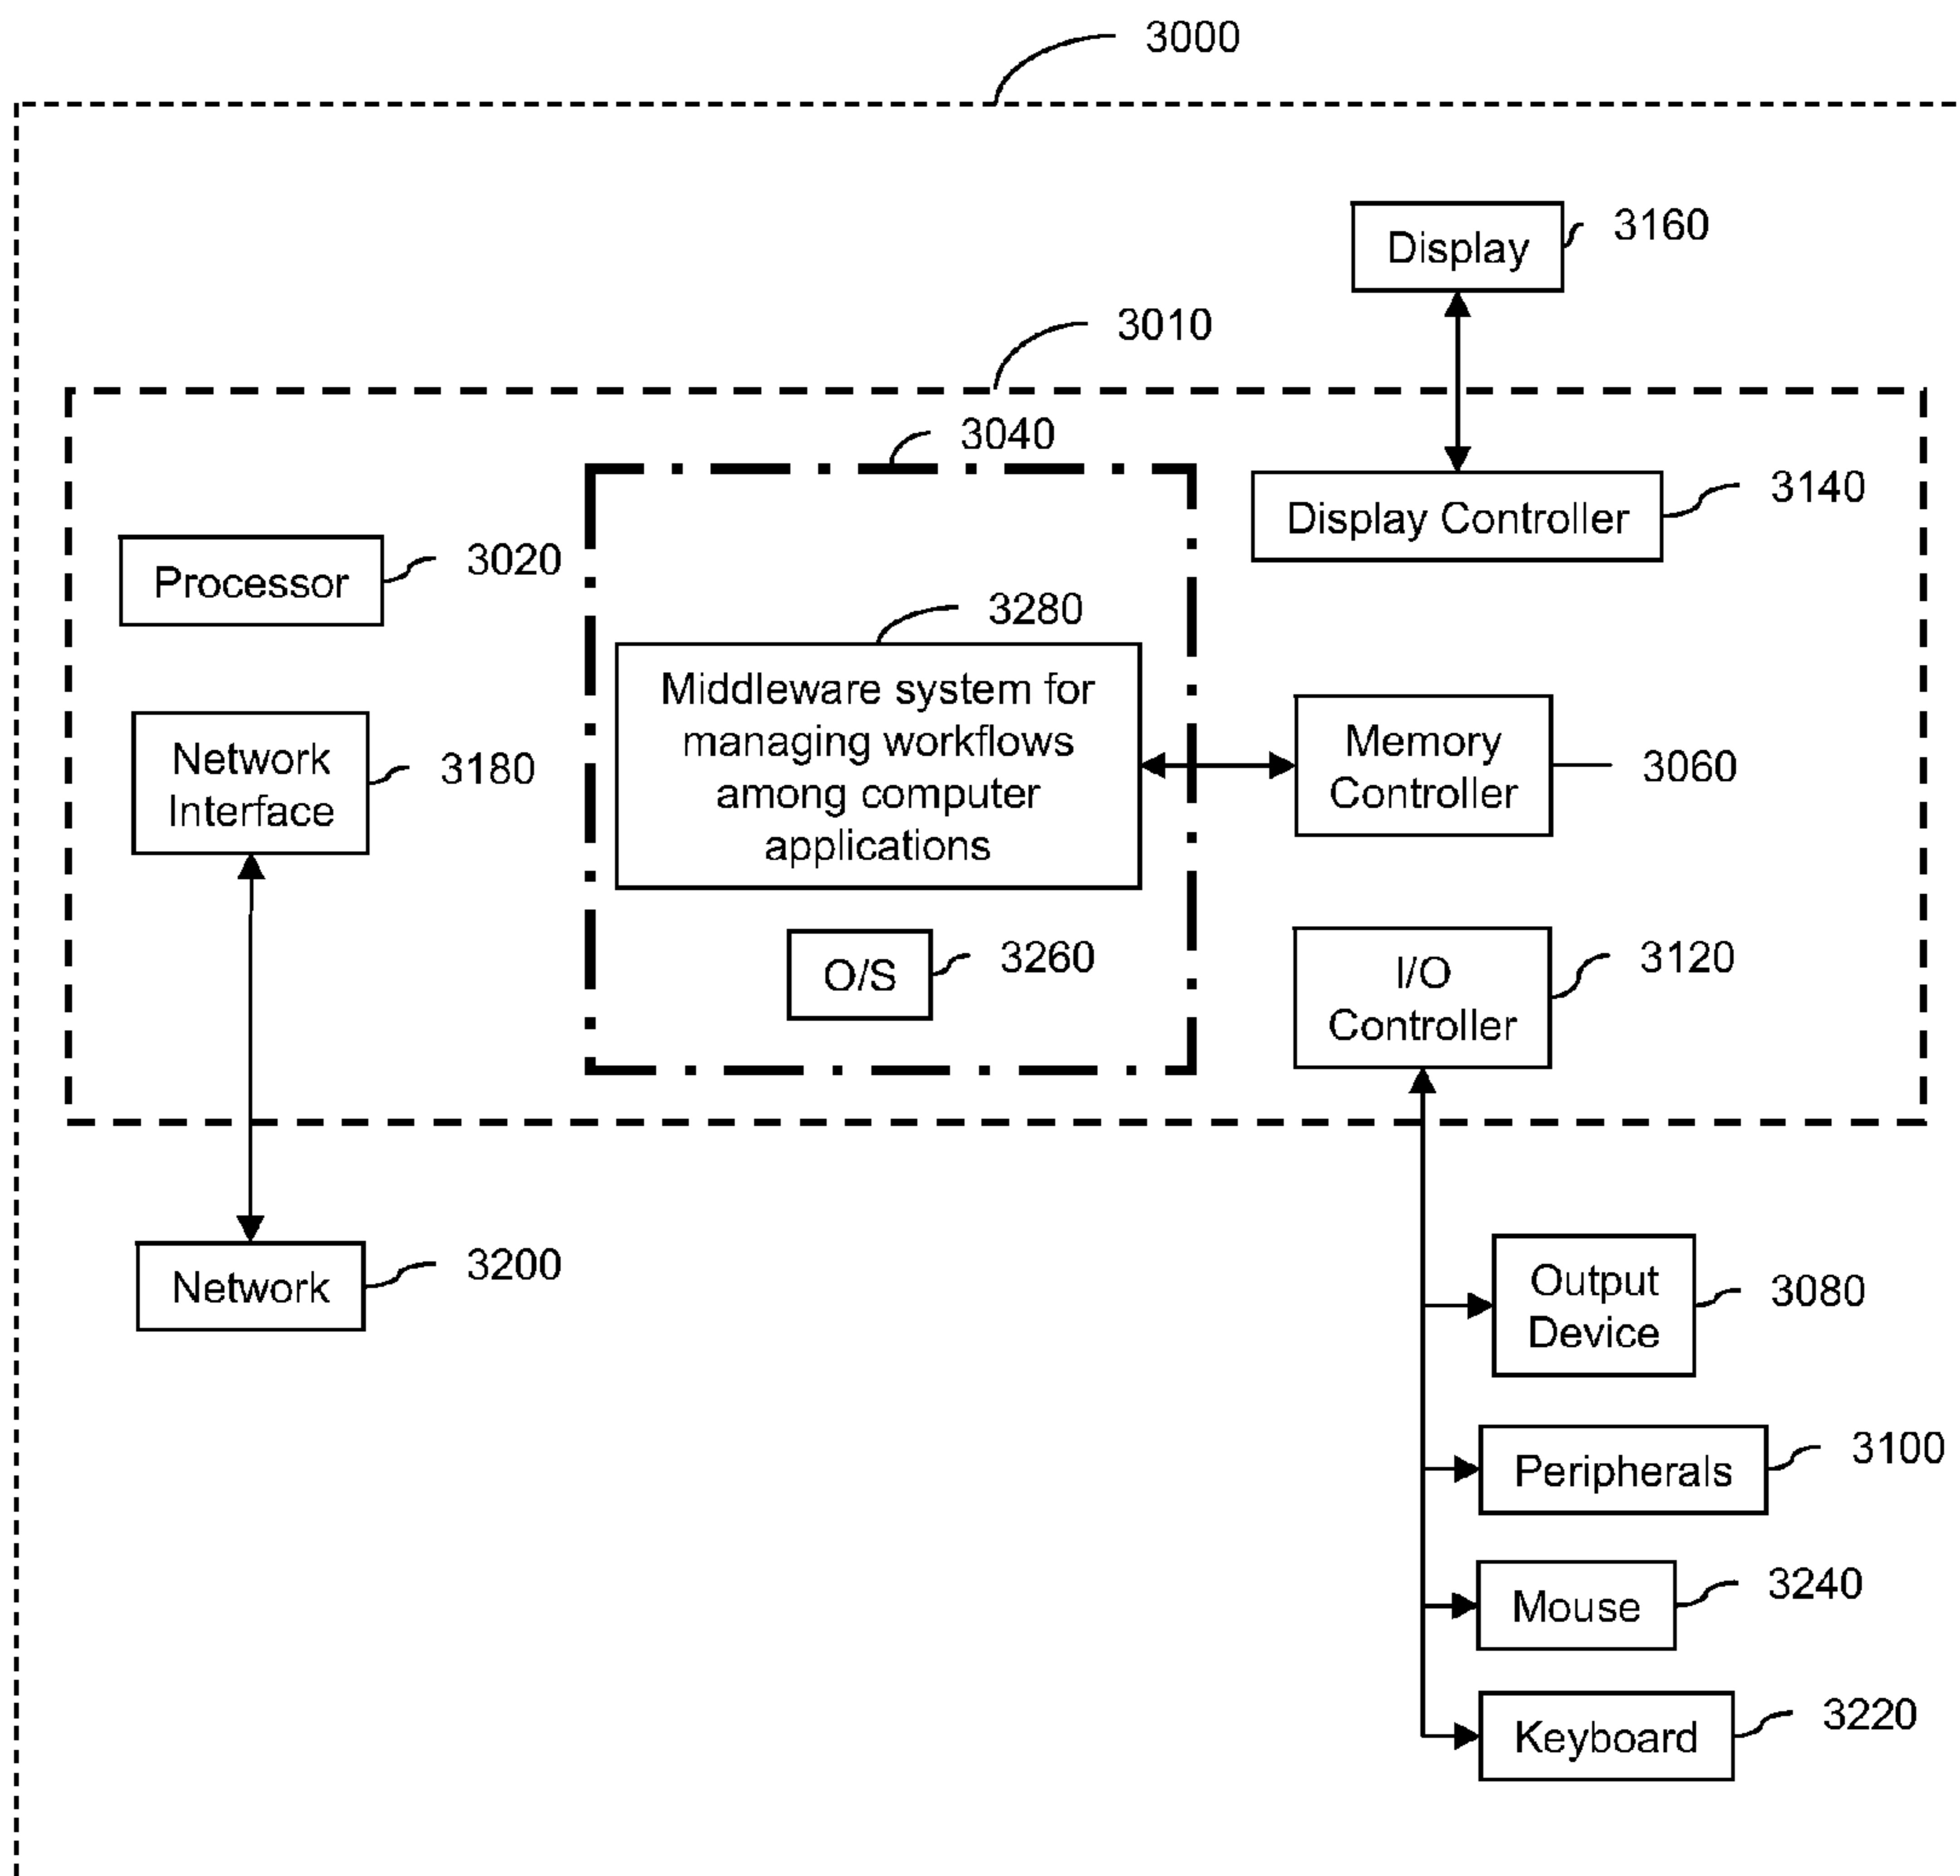 3000
Display
3160
3010
3040
Display Controller
3140
Processor
3020
3280
Middleware system for
managing workflows
among computer
applications
Network
Interface
3180
Memory
Controller
3060
O/S
3260
I/O
Controller
3120
Network
3200
Output
Device
3080
Peripherals
3100
Mouse
3240
Keyboard
3220